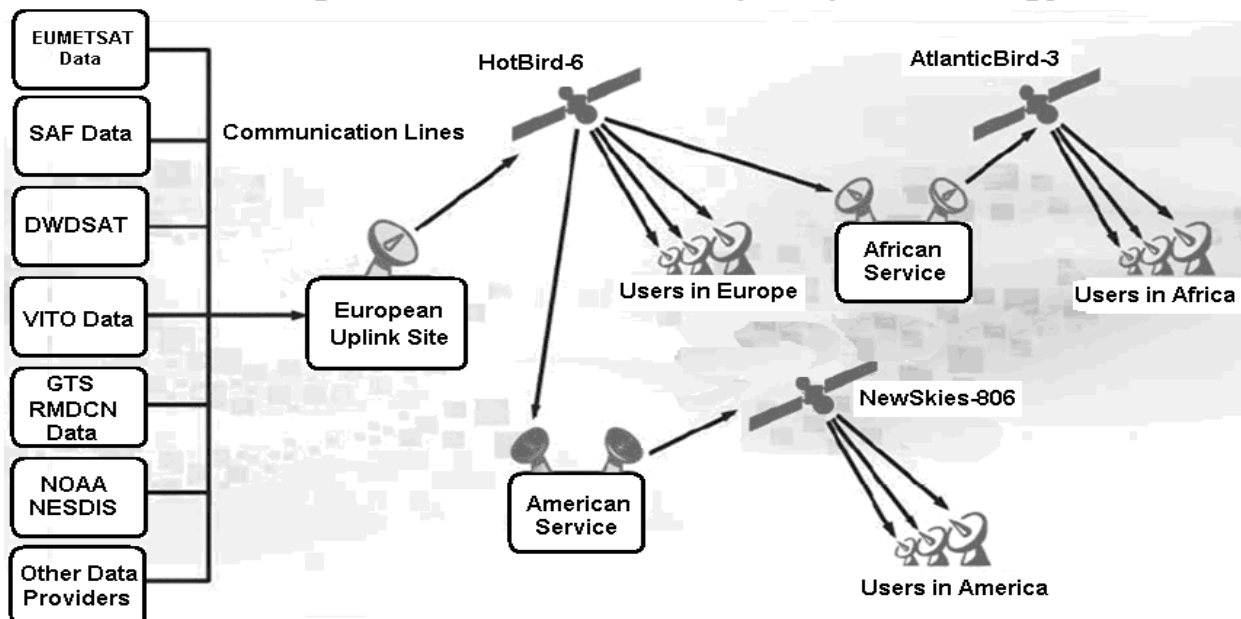 EUMETSAT
Data
SAF Data
DWDSAT
VITO Data
GTS
RMDCN
Data
NOAA
NESDIS
Other Data
Providers
Communication Lines
European
Uplink Site
HotBird-6
Users in Europe
African
Service
AtlanticBird-3
Users in Africa
American
Service
NewSkies-806
Users in America